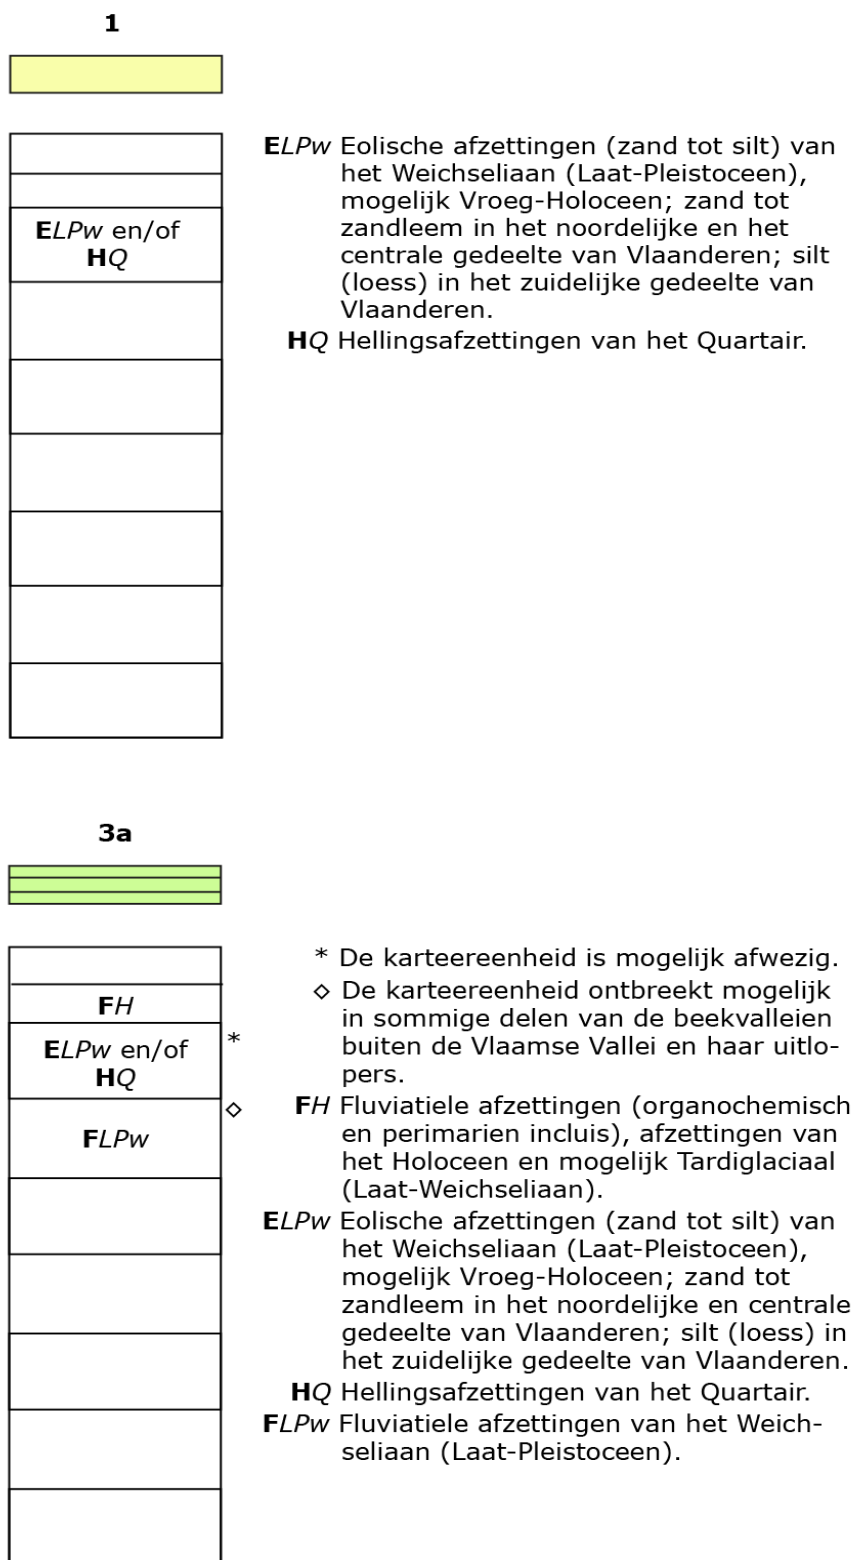 1
ELPw en/of
HQ
ELPw Eolische afzettingen (zand tot silt) van
het Weichseliaan (Laat-Pleistoceen),
mogelijk Vroeg-Holoceen; zand tot
zandleem in het noordelijke en het
centrale gedeelte van Vlaanderen; silt
(loess) in het zuidelijke gedeelte van
Vlaanderen.
HQ Hellingsafzettingen van het Quartair.
3a
FH
ELPw en/of
HQ
*
◇
FLPw
* De karteereenheid is mogelijk afwezig.
◇ De karteereenheid ontbreekt mogelijk
in sommige delen van de beekvalleien
buiten de Vlaamse Vallei en haar uitlo-
pers.
FH Fluviatiele afzettingen (organochemisch
en perimarien incluis), afzettingen van
het Holoceen en mogelijk Tardiglaciaal
(Laat-Weichseliaan).
ELPw Eolische afzettingen (zand tot silt) van
het Weichseliaan (Laat-Pleistoceen),
mogelijk Vroeg-Holoceen; zand tot
zandleem in het noordelijke en centrale
gedeelte van Vlaanderen; silt (loess) in
het zuidelijke gedeelte van Vlaanderen.
HQ Hellingsafzettingen van het Quartair.
FLPw Fluviatiele afzettingen van het Weich-
seliaan (Laat-Pleistoceen).